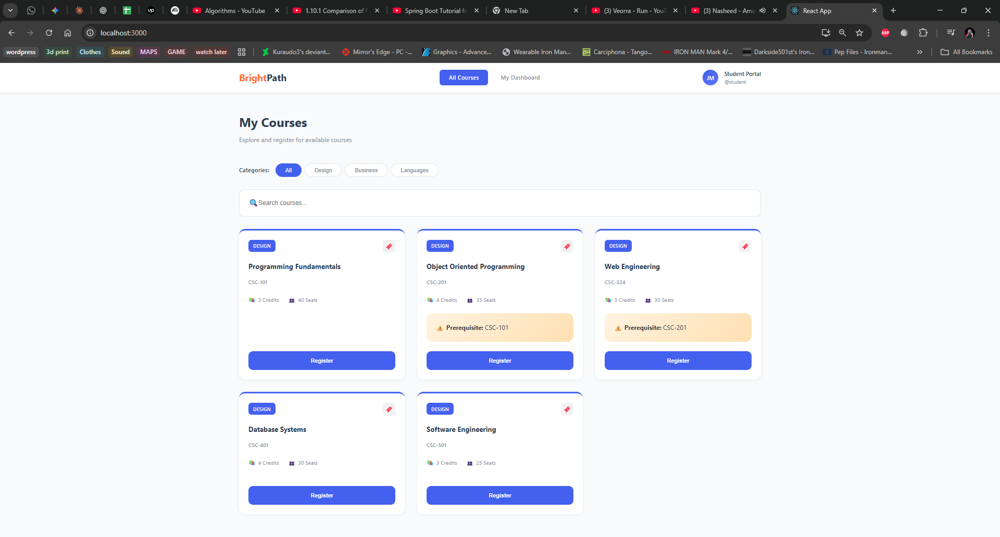 Algorithms - YouTube
1.10.1 Comparison of F
Spring Boot Tutorial fo
New Tab
(3) Veorra - Run - YouT
(3) Nasheed - Ama
React App
localhost:3000
ABP
wordpress
3d print
Clothes
Sound
MAPS
GAME
watch later
Kuraudo3's deviant...
Mirror's Edge - PC -...
Graphics - Advance...
Wearable Iron Man...
Carciphona - Tango...
IRON MAN Mark 4/...
Darkside501st's Iron...
Pep Files - Ironman...
All Bookmarks
BrightPath
All Courses
My Dashboard
JM
Student Portal
@student
My Courses
Explore and register for available courses
Categories:
All
Design
Business
Languages
Search courses...
DESIGN
Programming Fundamentals
CSC-101
3 Credits
40 Seats
Register
DESIGN
Object Oriented Programming
CSC-201
4 Credits
35 Seats
Prerequisite: CSC-101
Register
DESIGN
Web Engineering
CSC-324
3 Credits
30 Seats
Prerequisite: CSC-201
Register
DESIGN
Database Systems
CSC-401
4 Credits
30 Seats
Register
DESIGN
Software Engineering
CSC-501
3 Credits
25 Seats
Register